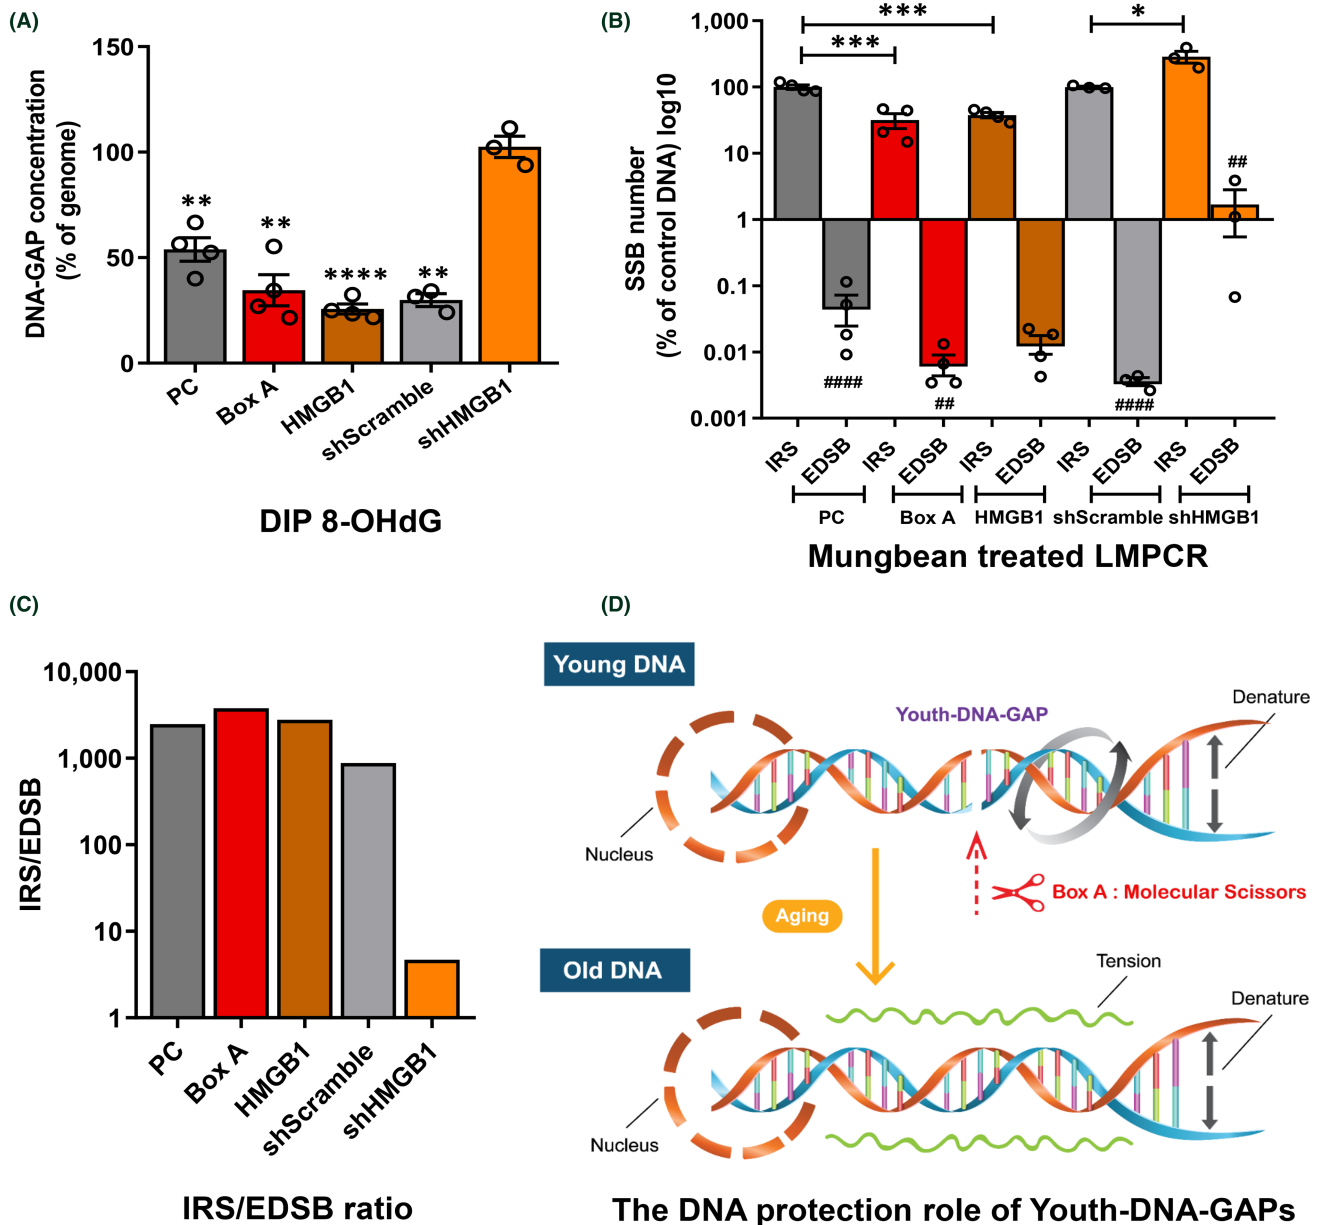 (A)
DNA-GAP concentration
(% of genome)
150
100
50
0
**
**
****
**
PC
Box A
HMGB1
shScramble
shHMGB1
DIP 8-OHdG
(B)
SSB number
(% of control DNA) log10
1,000
100
10
1
0.1
0.01
0.001
***
***
*
####
##
####
##
IRS
EDSB
IRS
EDSB
IRS
EDSB
IRS
EDSB
IRS
EDSB
PC
Box A
HMGB1
shScramble
shHMGB1
Mungbean treated LMPCR
(C)
IRS/EDSB
10,000
1,000
100
10
1
PC
Box A
HMGB1
shScramble
shHMGB1
IRS/EDSB ratio
(D)
Young DNA
Youth-DNA-GAP
Denature
Nucleus
Box A : Molecular Scissors
Aging
Old DNA
Tension
Denature
Nucleus
The DNA protection role of Youth-DNA-GAPs